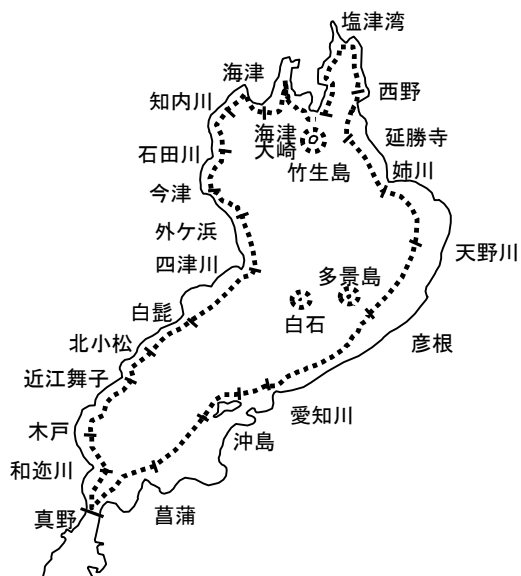 塩津湾
海津
西野
知内川
海津
大崎
延勝寺
石田川
竹生島
姉川
今津
外ケ浜
天野川
四津川
多景島
白髭
白石
北小松
彦根
近江舞子
愛知川
木戸
沖島
和迩川
真野
菖蒲